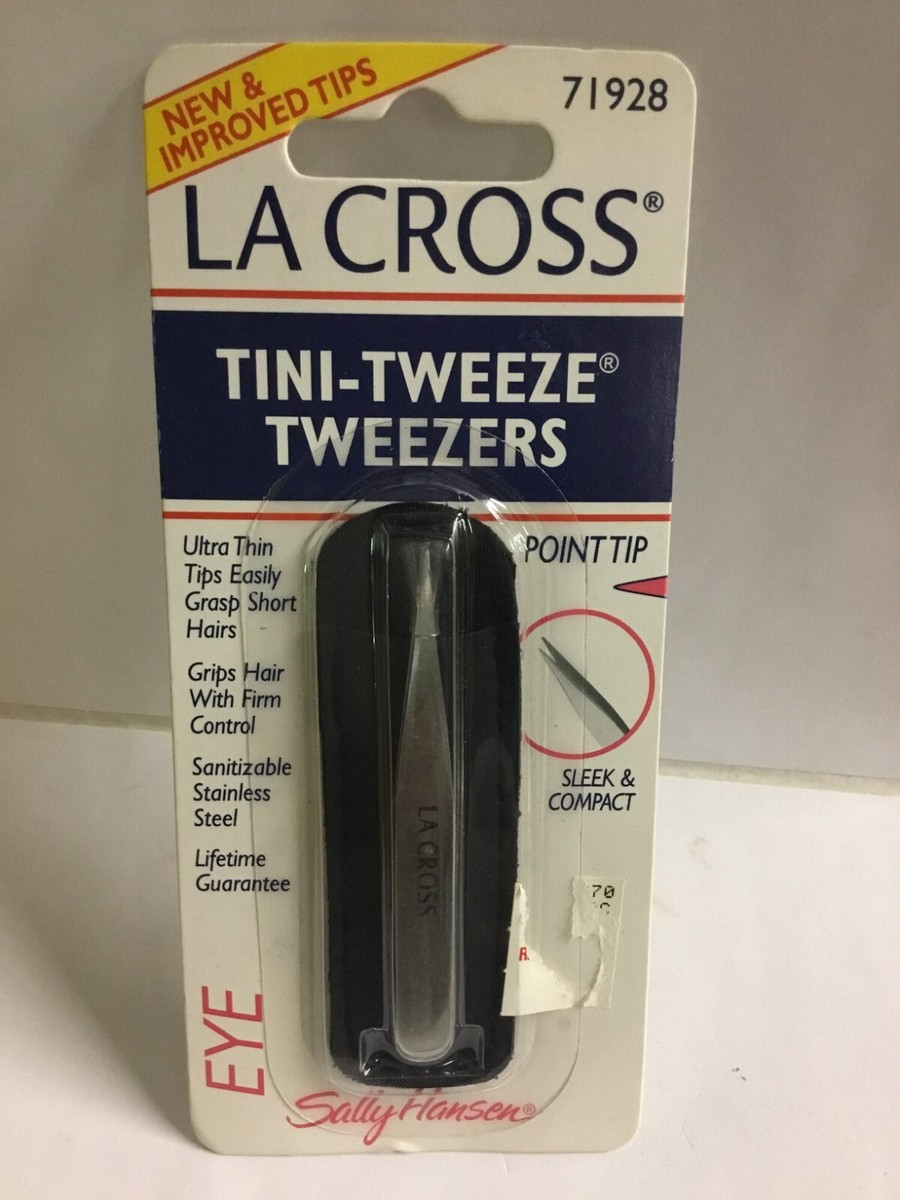 NEW &
IMPROVED TIPS
71928
LA CROSS®
TINI-TWEEZE®
TWEEZERS
Ultra Thin
Tips Easily
Grasp Short
Hairs
Grips Hair
With Firm
Control
Sanitizable
Stainless
Steel
Lifetime
Guarantee
POINT TIP
SLEEK &
COMPACT
LA CROSS
70
R.
EYE
Sally Hansen®